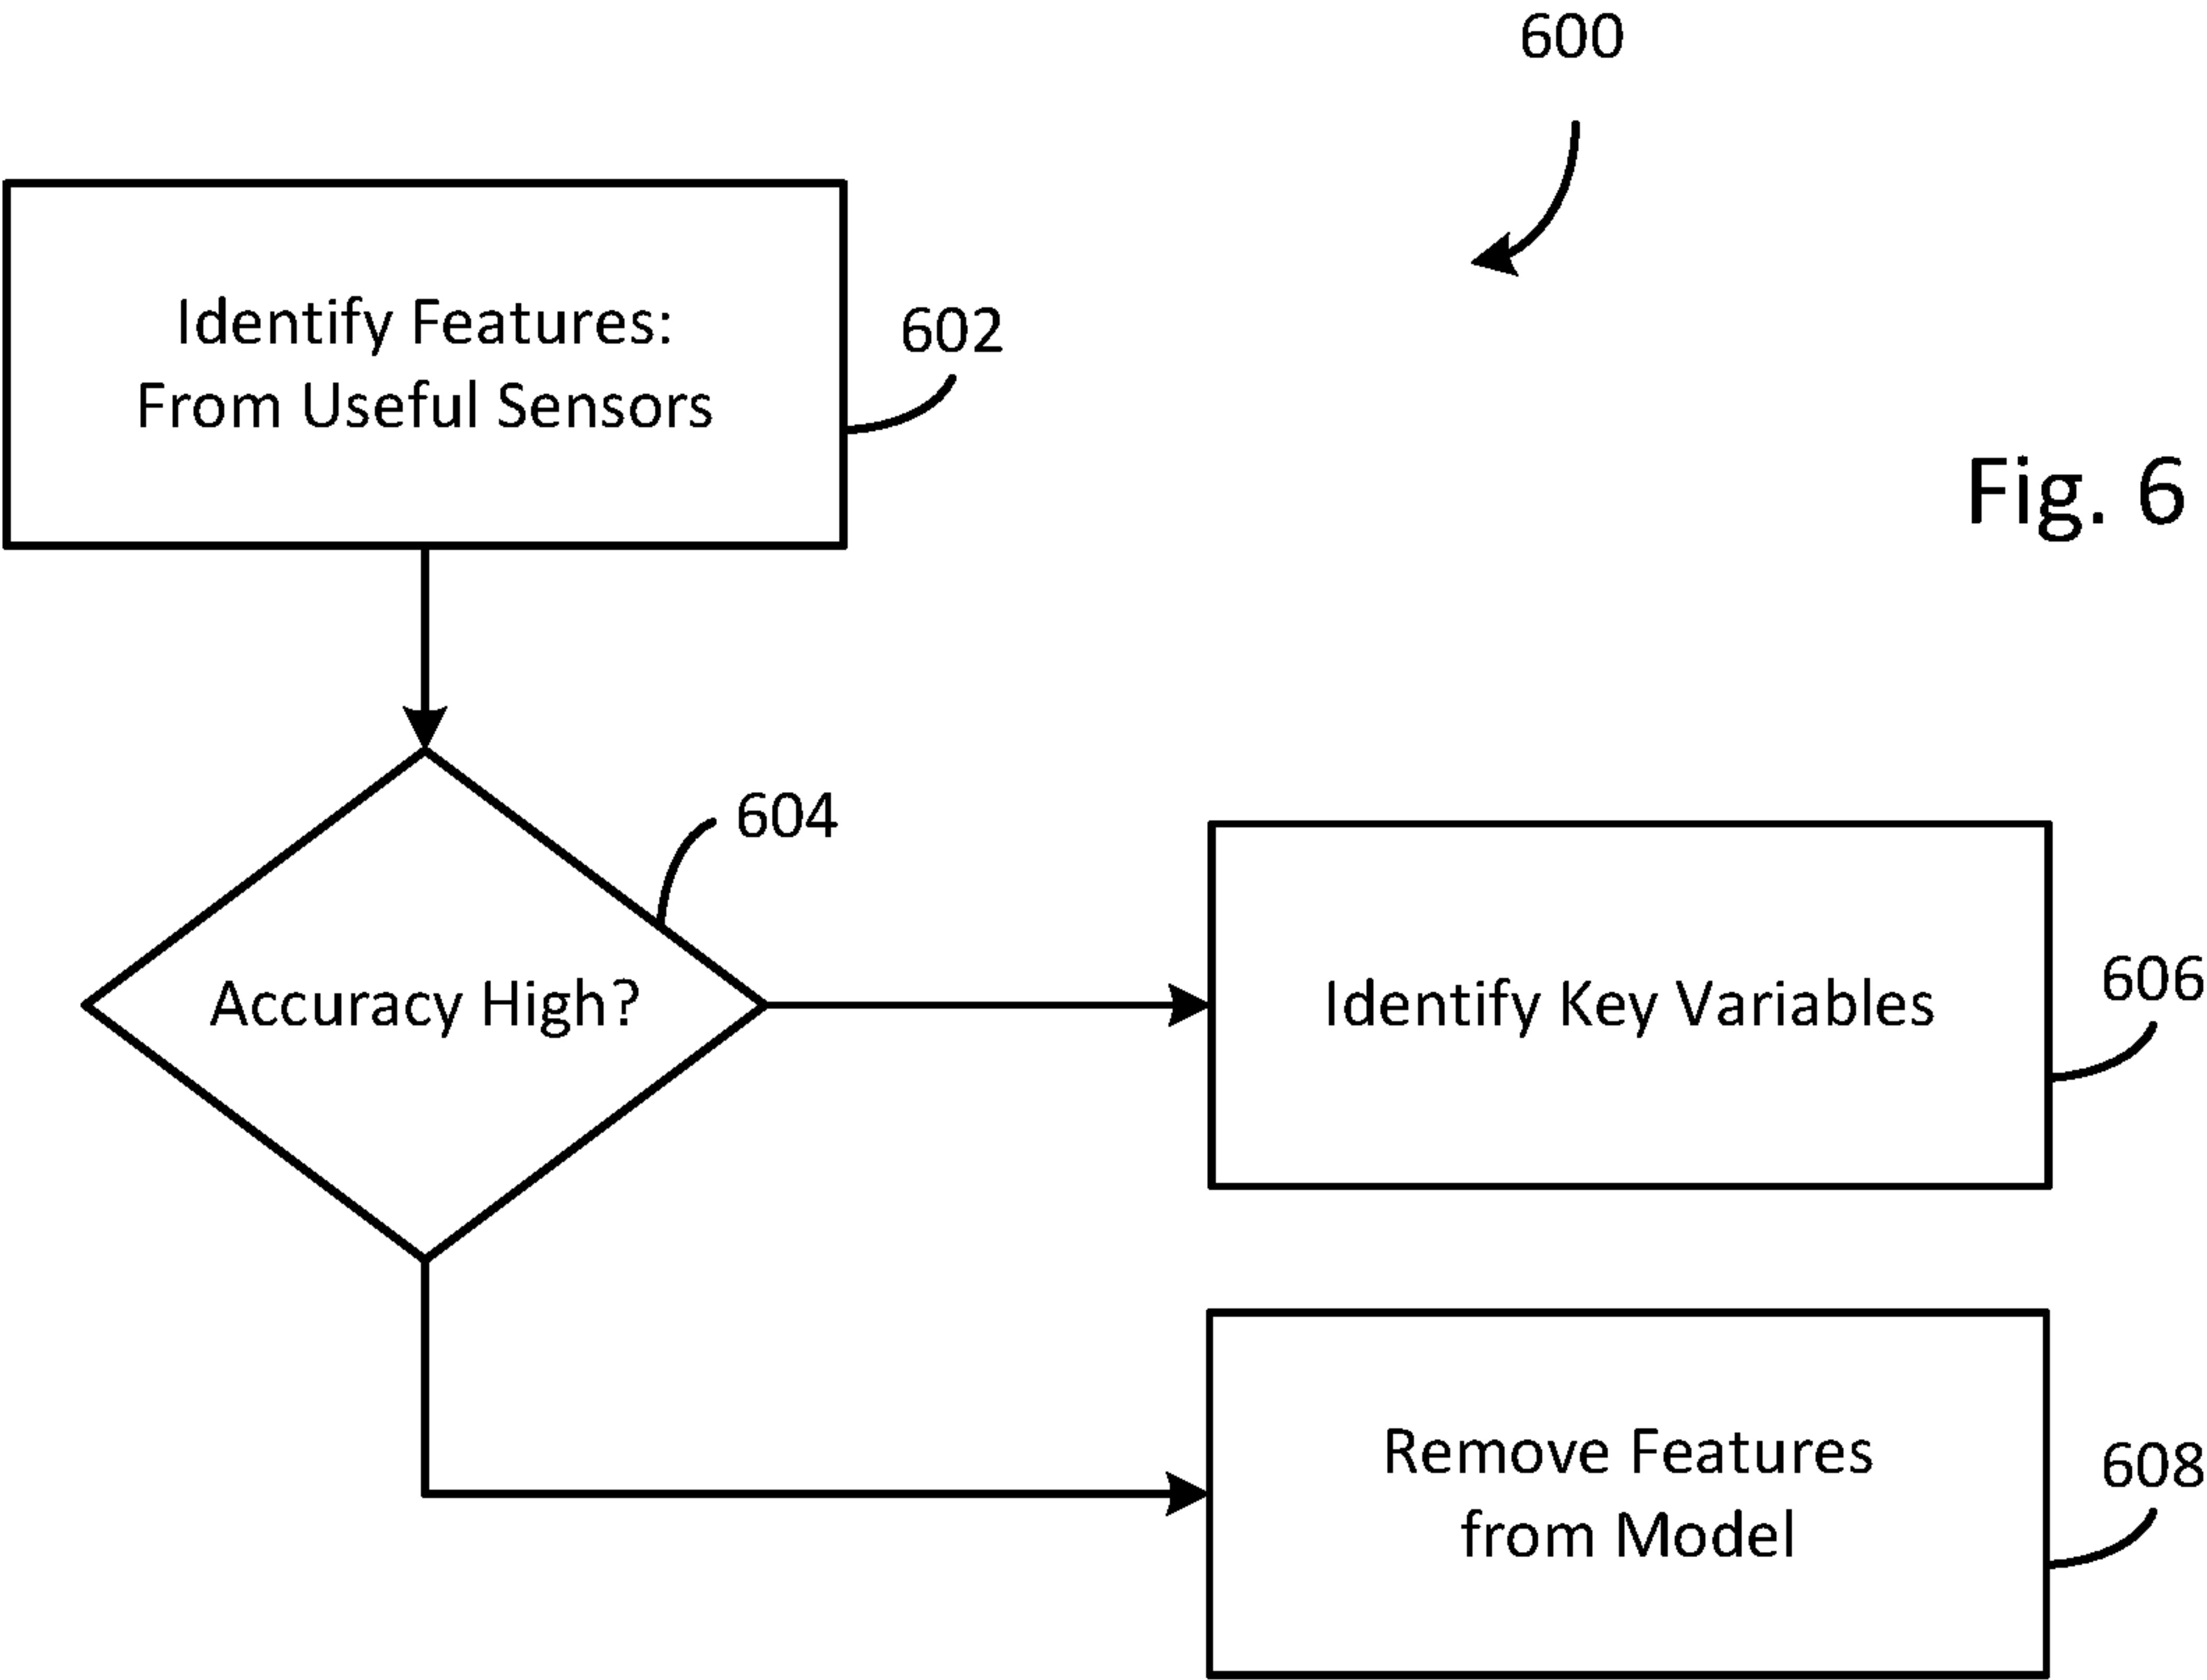 600
Identify Features:
From Useful Sensors
602
Fig. 6
604
Accuracy High?
Identify Key Variables
606
Remove Features
from Model
608